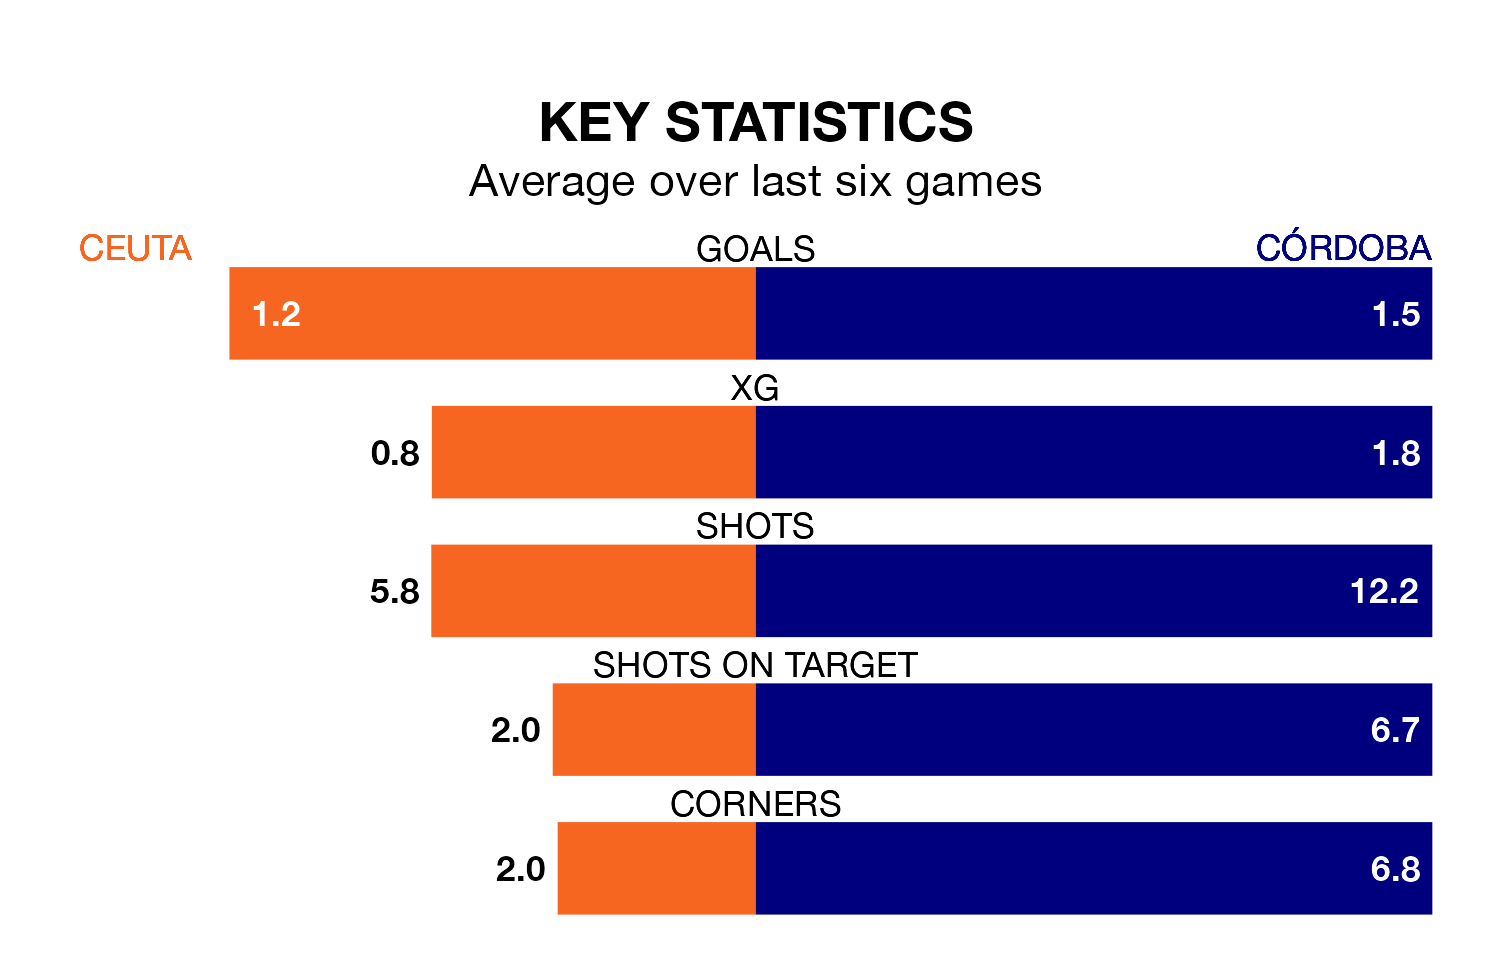 KEY STATISTICS
Average over last six games
CEUTA GOALS CÓRDOBA
1.2 1.5
XG
0.8 1.8
SHOTS
5.8 12.2
SHOTS ON TARGET
2.0 6.7
CORNERS
2.0 6.8